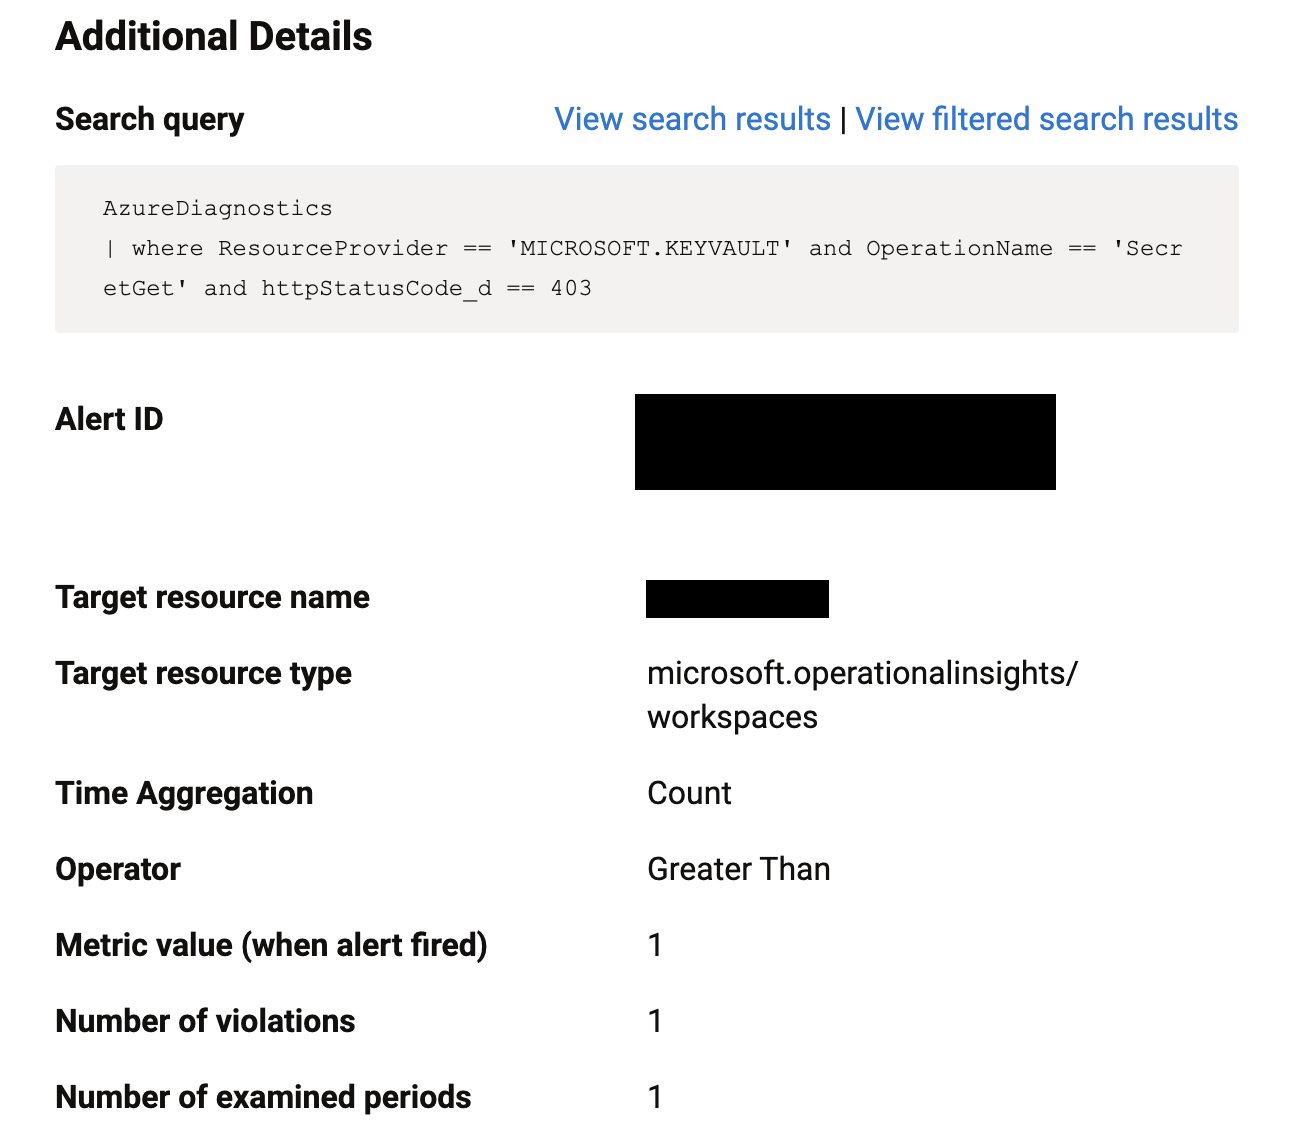 Additional Details
Search query
View search results | View filtered search results
AzureDiagnostics
| where ResourceProvider == 'MICROSOFT.KEYVAULT' and OperationName == 'Secr
etGet' and httpStatusCode_d == 403
Alert ID
Target resource name
Target resource type
microsoft.operationalinsights/
workspaces
Time Aggregation
Count
Operator
Greater Than
Metric value (when alert fired)
1
Number of violations
1
Number of examined periods
1